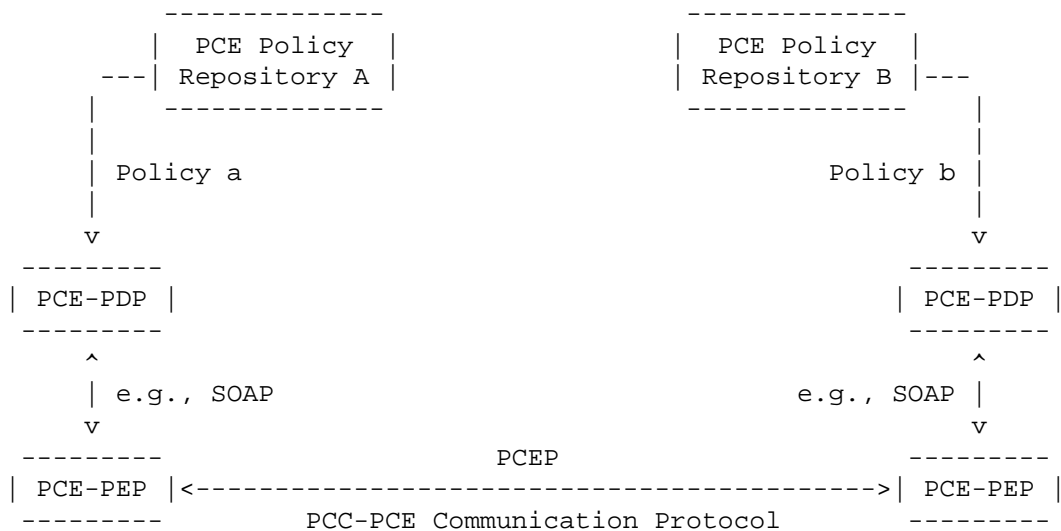 PCE Policy PCE Policy
Repository A Repository B
Policy a Policy b
PCE-PDP PCE-PDP
e.g., SOAP e.g., SOAP
PCEP
PCE-PEP PCE-PEP
PCC-PCE Communication Protocol